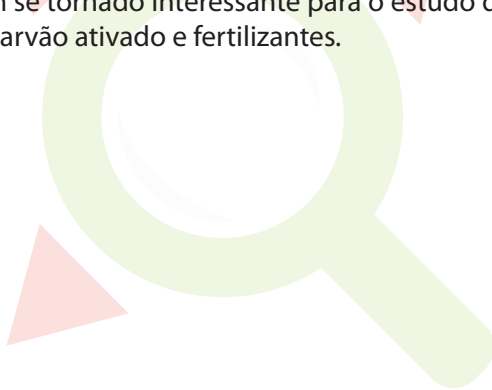 se tornado interessante para o estudo
arvão ativado e fertilizantes.